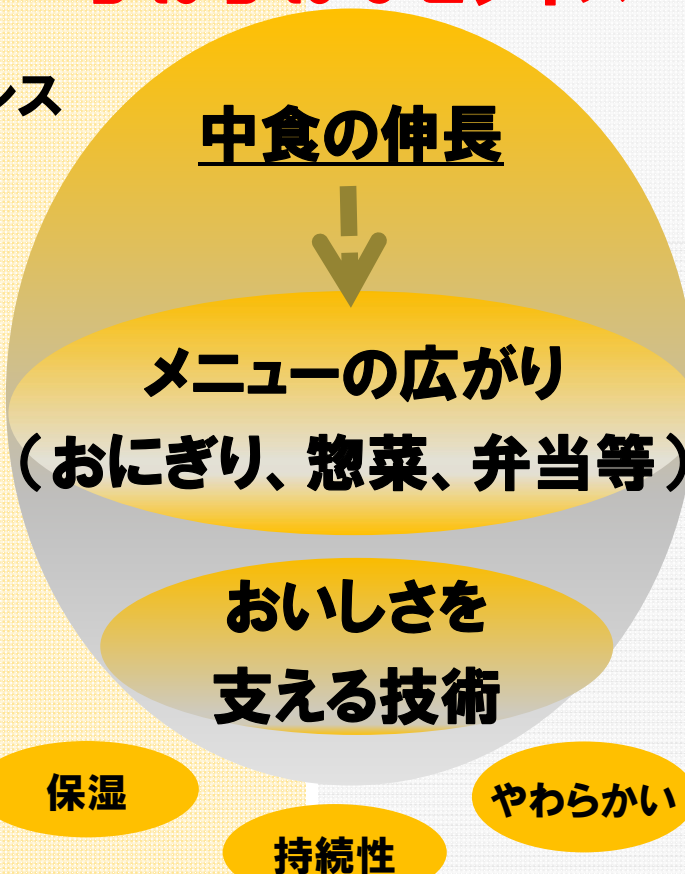 ンス
中食の伸長
メニューの広がり
（おにぎり、惣菜、弁当等）
おいしさを
支える技術
保湿
やわらかい
持続性